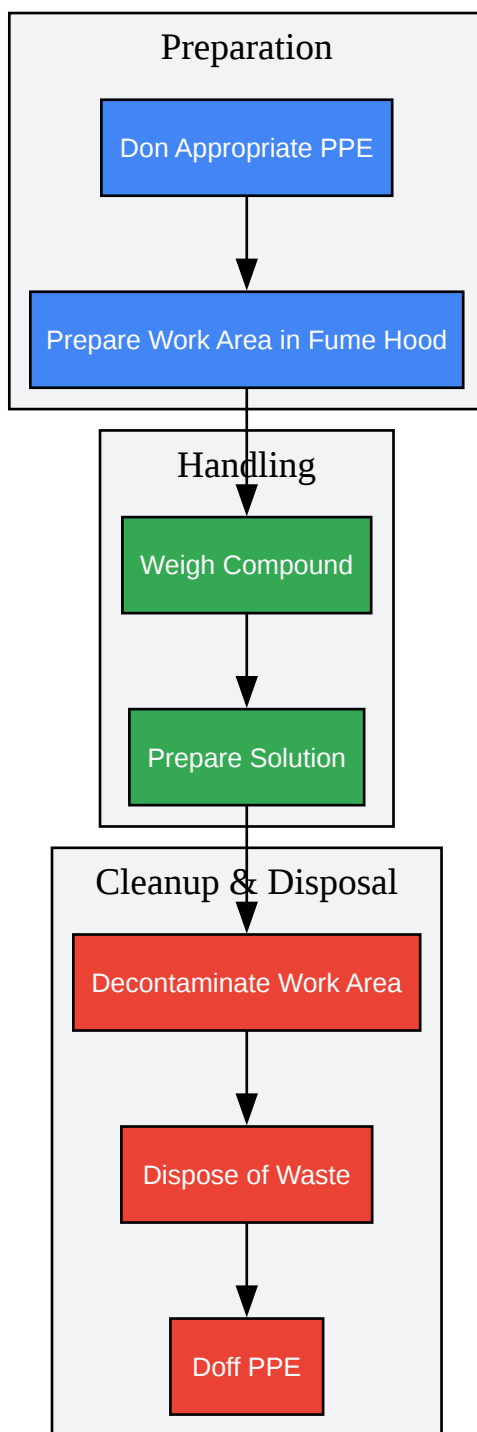 Preparation
Don Appropriate PPE
Prepare Work Area in Fume Hood
Handling
Weigh Compound
Prepare Solution
Cleanup & Disposal
Decontaminate Work Area
Dispose of Waste
Doff PPE